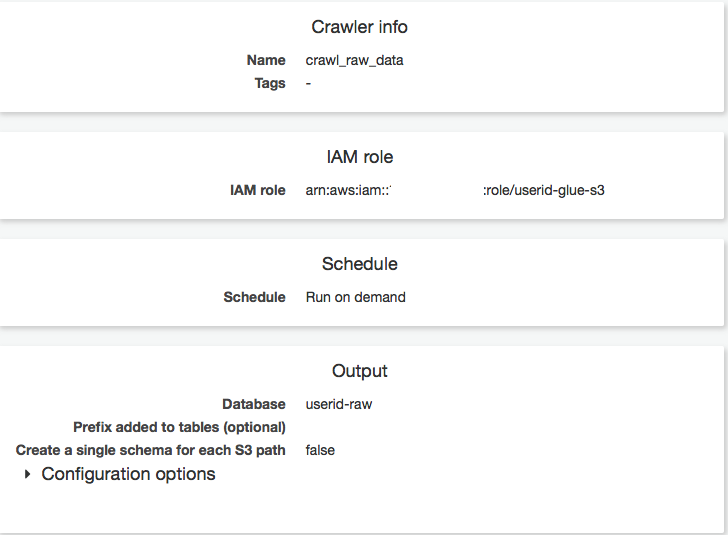 Crawler info
Name crawl_raw_data
Tags -
IAM role
IAM role arn:aws:iam:: :role/userid-glue-s3
Schedule
Schedule Run on demand
Output
Database userid-raw
Prefix added to tables (optional)
Create a single schema for each S3 path false
Configuration options